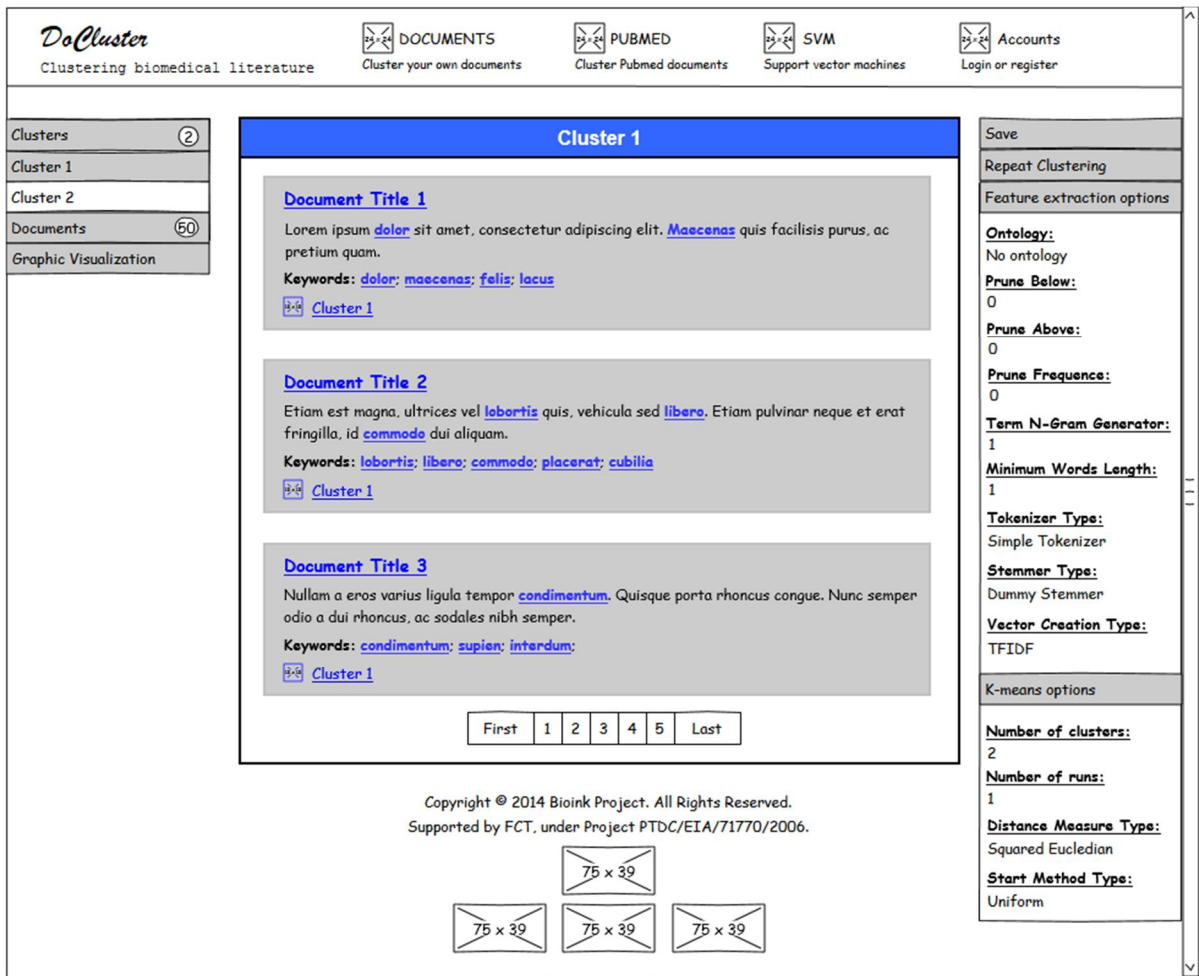 DoCluster
Clustering biomedical literature
24 x 24 DOCUMENTS
Cluster your own documents
24 x 24 PUBMED
Cluster Pubmed documents
24 x 24 SVM
Support vector machines
24 x 24 Accounts
Login or register
Clusters 2
Cluster 1
Cluster 2
Documents 50
Graphic Visualization
Cluster 1
Document Title 1
Lorem ipsum dolor sit amet, consectetur adipiscing elit. Maecenas quis facilisis purus, ac
pretium quam.
Keywords: dolor; maecenas; felis; lacus
Cluster 1
Document Title 2
Etiam est magna, ultrices vel lobortis quis, vehicula sed libero. Etiam pulvinar neque et erat
fringilla, id commodo dui aliquam.
Keywords: lobortis; libero; commodo; placerat; cubilia
Cluster 1
Document Title 3
Nullam a eros varius ligula tempor condimentum. Quisque porta rhoncus congue. Nunc semper
odio a dui rhoncus, ac sodales nibh semper.
Keywords: condimentum; supien; interdum;
Cluster 1
First 1 2 3 4 5 Last
Save
Repeat Clustering
Feature extraction options
Ontology:
No ontology
Prune Below:
0
Prune Above:
0
Prune Frequence:
0
Term N-Gram Generator:
1
Minimum Words Length:
1
Tokenizer Type:
Simple Tokenizer
Stemmer Type:
Dummy Stemmer
Vector Creation Type:
TFIDF
K-means options
Number of clusters:
2
Number of runs:
1
Distance Measure Type:
Squared Eucledian
Start Method Type:
Uniform
Copyright © 2014 Bioink Project. All Rights Reserved.
Supported by FCT, under Project PTDC/EIA/71770/2006.
75 x 39
75 x 39 75 x 39 75 x 39